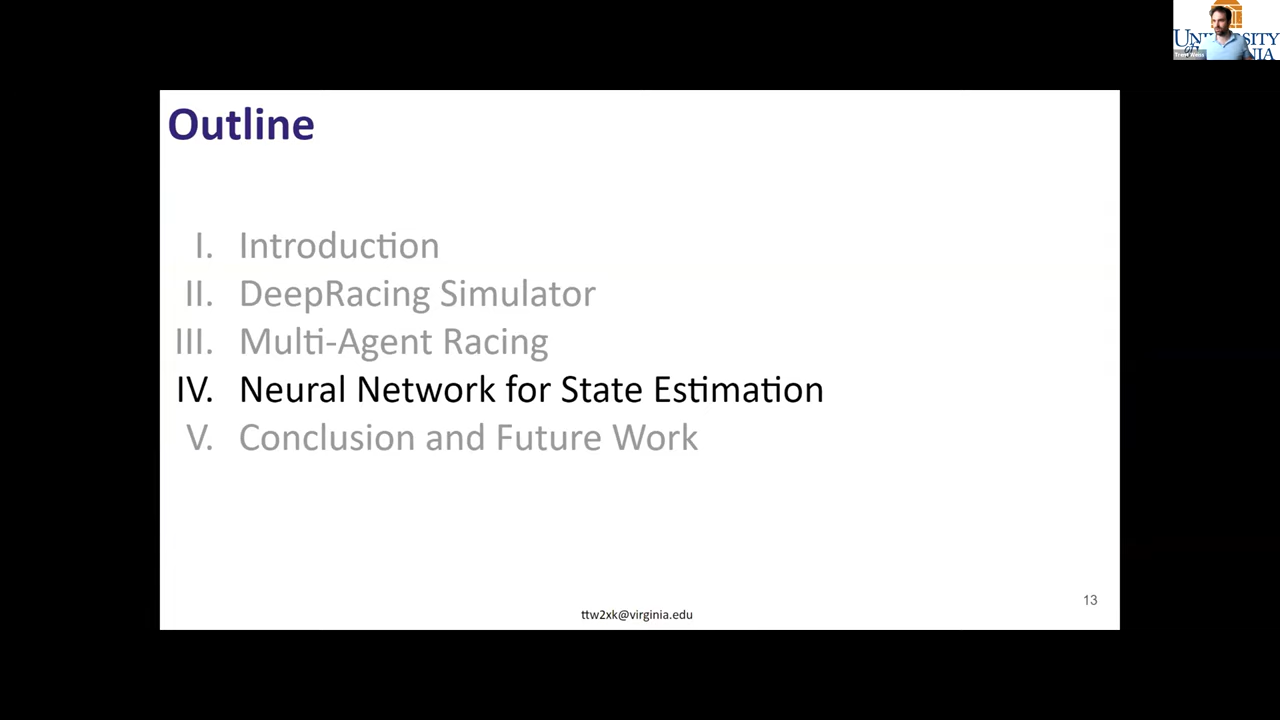 Outline
I. Introduction
II. DeepRacing Simulator
III. Multi-Agent Racing
IV. Neural Network for State Estimation
V. Conclusion and Future Work
13
ttw2xk@virginia.edu